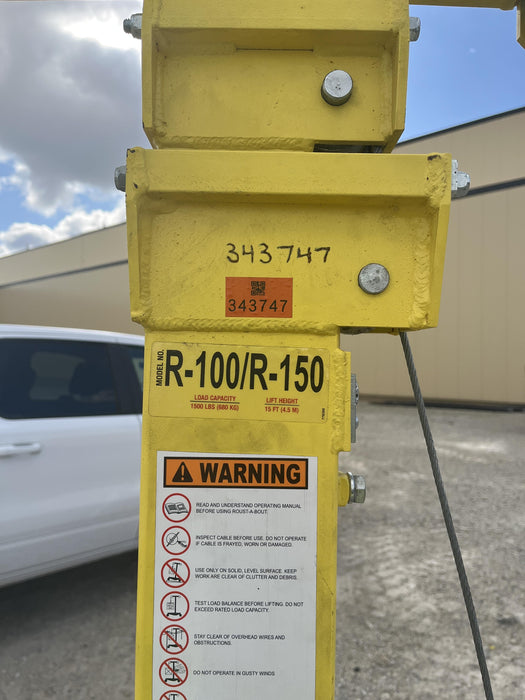 343747
343747
MODEL NO.
R-100/R-150
LOAD CAPACITY
1500 LBS (680 KG)
LIFT HEIGHT
15 FT (4.5 M)
WARNING
READ AND UNDERSTAND OPERATING MANUAL
BEFORE USING ROUST-A-BOUT.
INSPECT CABLE BEFORE USE. DO NOT OPERATE
IF CABLE IS FRAYED, WORN OR DAMAGED.
USE ONLY ON SOLID, LEVEL SURFACE. KEEP
WORK ARE CLEAR OF CLUTTER AND DEBRIS.
TEST LOAD BALANCE BEFORE LIFTING. DO NOT
EXCEED RATED LOAD CAPACITY.
STAY CLEAR OF OVERHEAD WIRES AND
OBSTRUCTIONS.
DO NOT OPERATE IN GUSTY WINDS